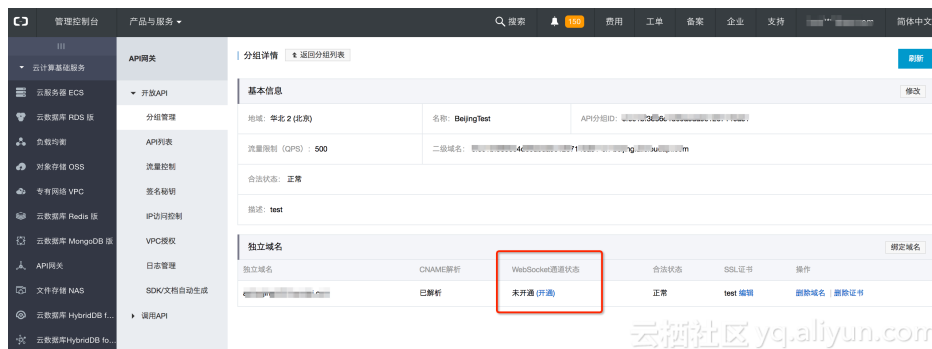 管理控制台 产品与服务 搜索 150 费用 工单 备案 企业 支持 简体中文
云计算基础服务
云服务器 ECS
云数据库 RDS 版
负载均衡
对象存储 OSS
专有网络 VPC
云数据库 Redis 版
云数据库 MongoDB 版
API网关
文件存储 NAS
云数据库 HybridDB f...
云数据库HybridDB fo...
API网关
开放API
分组管理
API列表
流量控制
签名秘钥
IP访问控制
VPC授权
日志管理
SDK/文档自动生成
调用API
分组详情 返回分组列表 刷新
基本信息 修改
地域: 华北 2 (北京) 名称: BeijingTest API分组ID:
流量限制 (QPS) : 500 二级域名:
合法状态: 正常
描述: test
独立域名 绑定域名
独立域名 CNAME解析 WebSocket通道状态 合法状态 SSL证书 操作
已解析 未开通 (开通) 正常 test 编辑 删除域名 | 删除证书
云栖社区 yq.aliyun.com